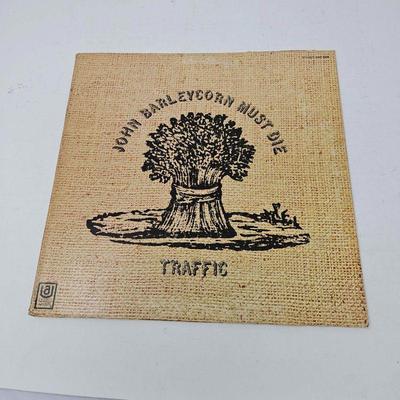 JOHN BARLEYCORN MUST DIE
TRAFFIC